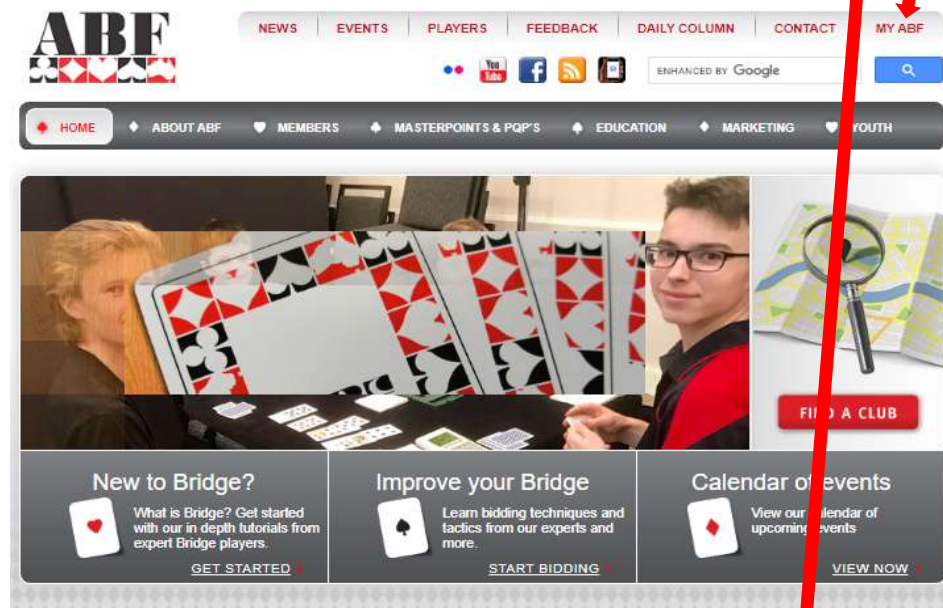 ABF
NEWS EVENTS PLAYERS FEEDBACK DAILY COLUMN CONTACT MY ABF
You Tube f ENHANCED BY Google
HOME ABOUT ABF MEMBERS MASTERPOINTS & PQP'S EDUCATION MARKETING YOUTH
FIND A CLUB
New to Bridge?
What is Bridge? Get started
with our in depth tutorials from
expert Bridge players.
GET STARTED
Improve your Bridge
Learn bidding techniques and
tactics from our experts and
more.
START BIDDING
Calendar of events
View our calendar of
upcoming events
VIEW NOW